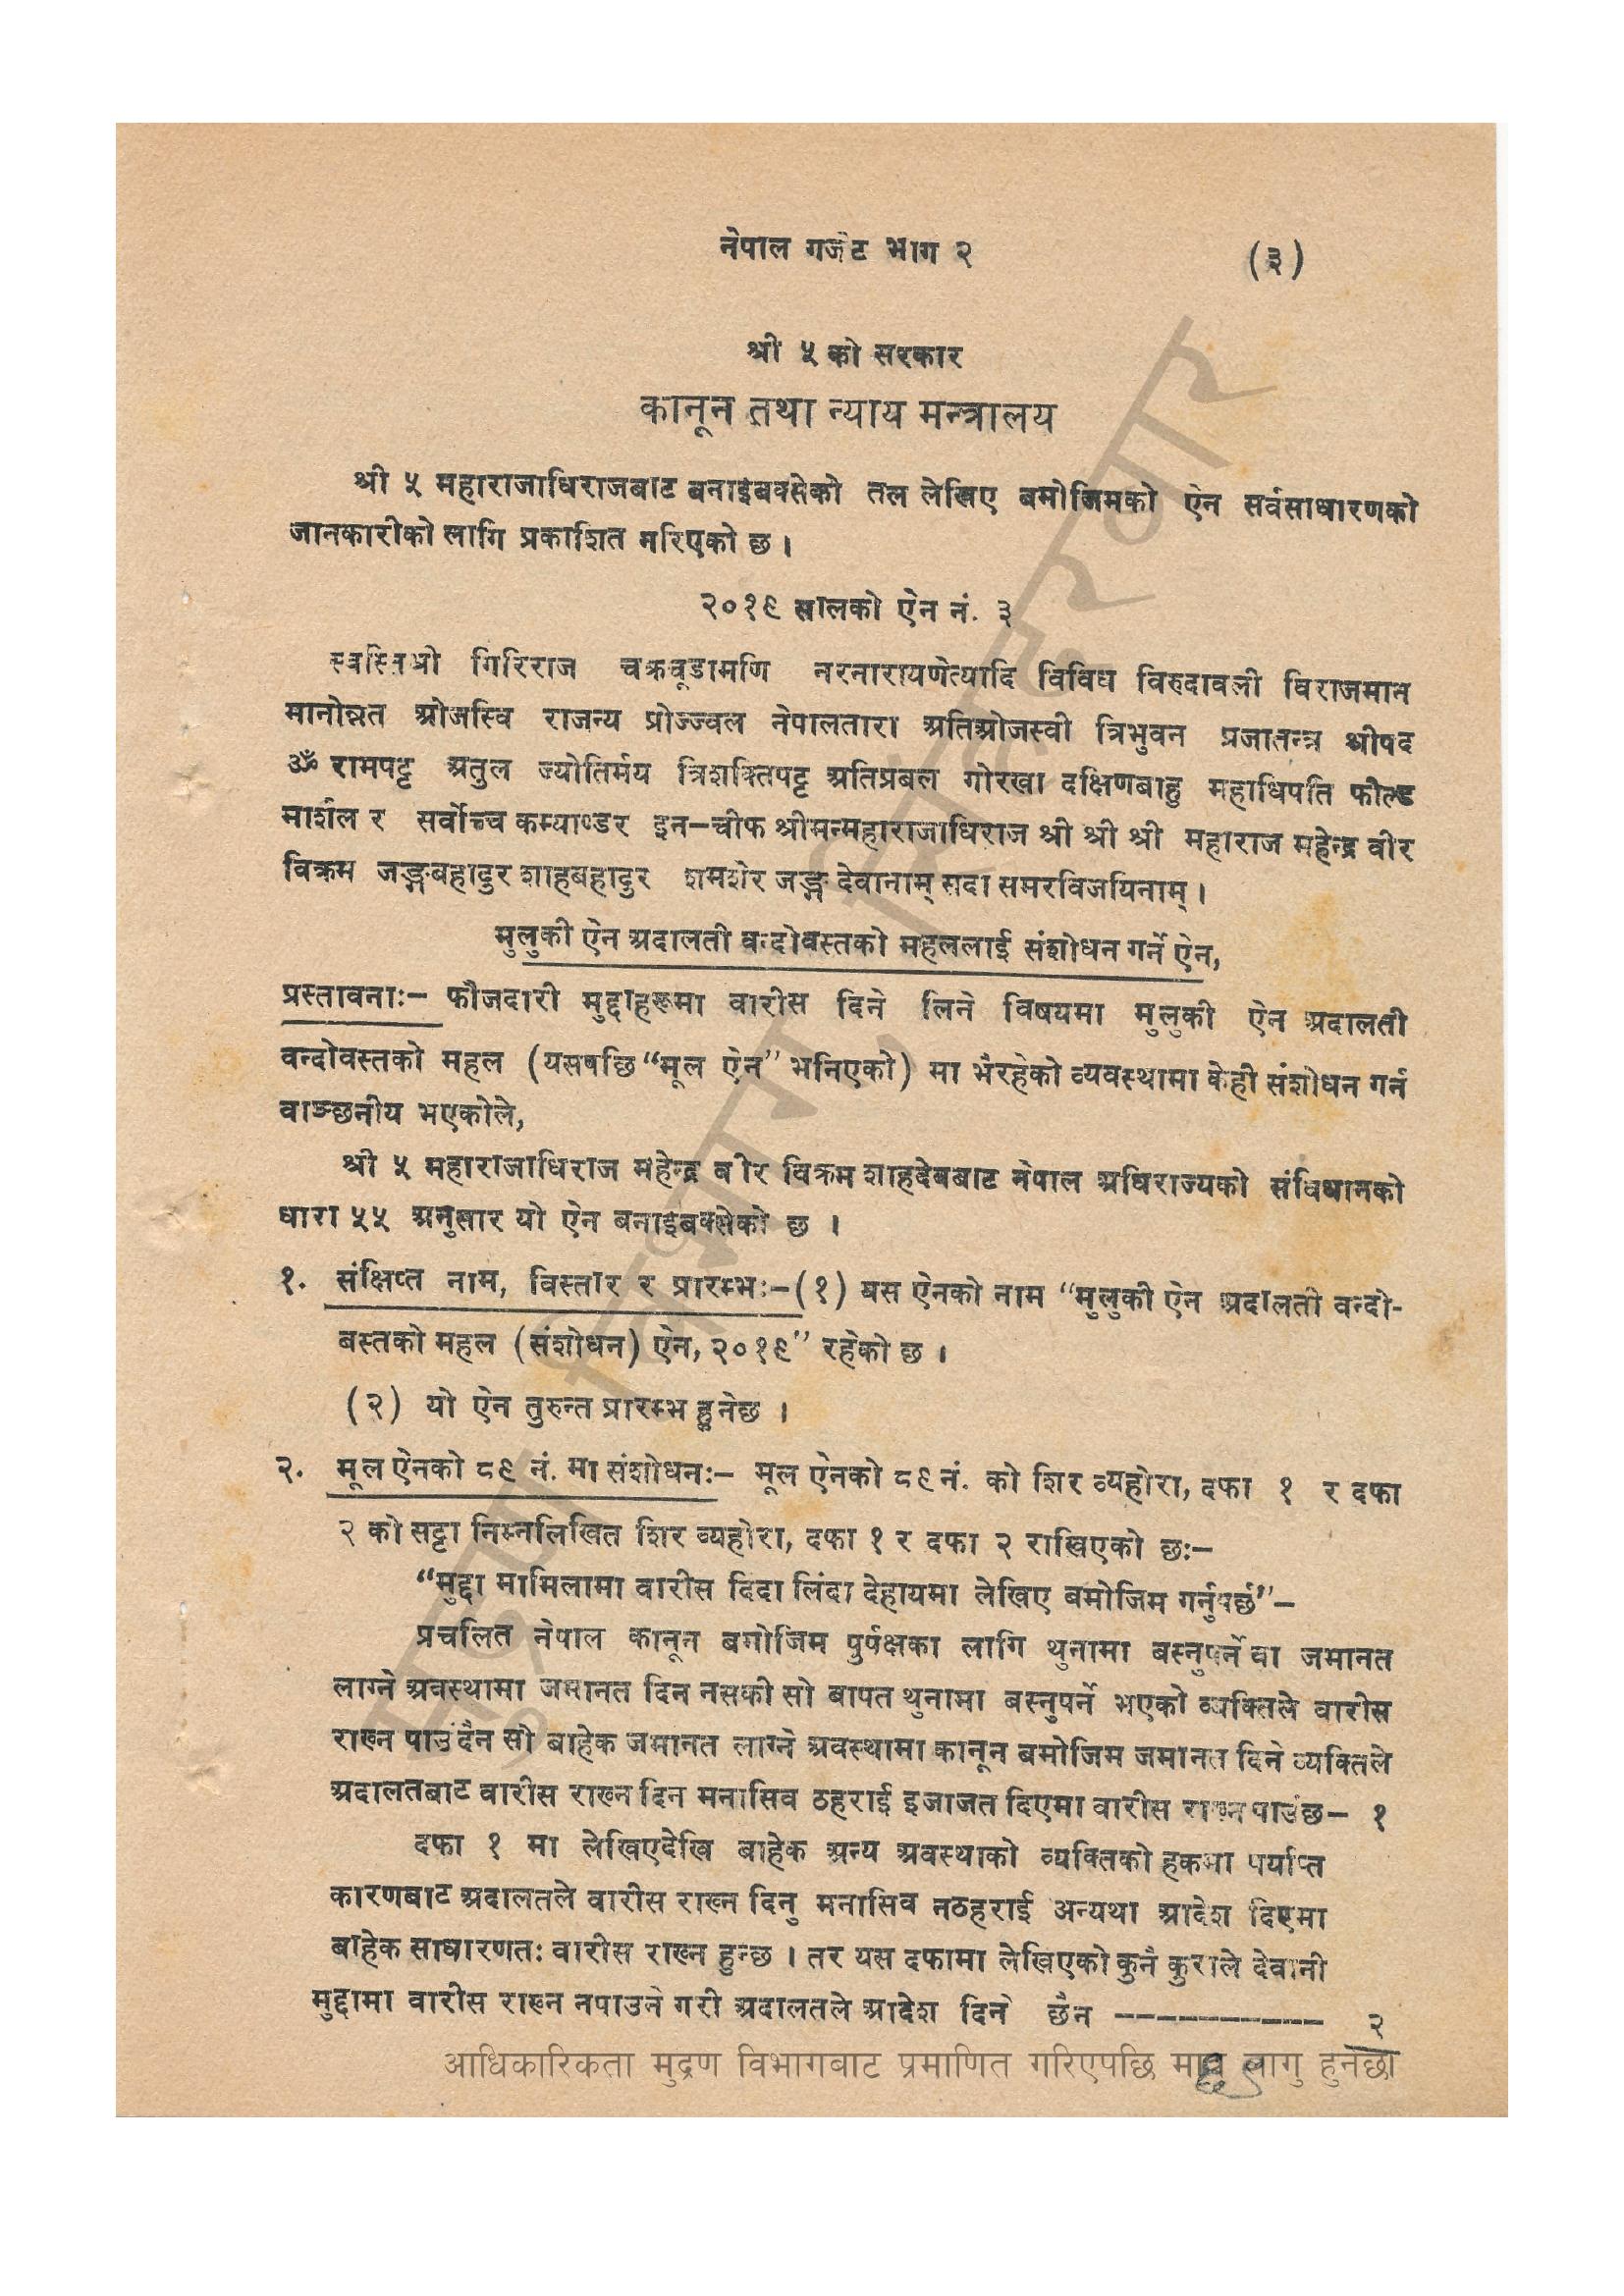 नेपाल गजेट भाग २ (३)
श्री ५ को सरकार
कानून तथा न्याय मन्त्रालय
श्री ५ महाराजाधिराजबाट बनाइबक्सेको तल लेखिए बमोजिमको ऐन सर्वसाधारणको
जानकारीको लागि प्रकाशित गरिएको छ ।
२०१९ सालको ऐन नं. ३
स्वस्तिश्री गिरिराज चक्रचूडामणि नरनारायणेत्यादि विविध विरुदावली विराजमान
मानोन्नत ओजस्वि राजन्य प्रोज्ज्वल नेपालतारा अतिओजस्वी त्रिभुवन प्रजातन्त्र श्रीपद
ॐ रामपट्ट अतुल ज्योतिर्मय त्रिशक्तिपट्ट अतिप्रबल गोरखा दक्षिणबाहु महाधिपति फील्ड
मार्शल र सर्वोच्च कम्याण्डर इन-चीफ श्रीमन्महाराजाधिराज श्री श्री श्री महाराज महेन्द्र वीर
विक्रम जङ्गबहादुर शाहबहादुर शमशेर जङ्ग देवानाम् सदा समरविजयिनाम् ।
मुलुकी ऐन अदालती वन्दोवस्तको महललाई संशोधन गर्ने ऐन,
प्रस्तावनाः- फौजदारी मुद्दाहरूमा वारीस दिने लिने विषयमा मुलुकी ऐन अदालती
वन्दोवस्तको महल (यसपछि “मूल ऐन” भनिएको) मा भैरहेको व्यवस्थामा केही संशोधन गर्न
वाञ्छनीय भएकोले,
श्री ५ महाराजाधिराज महेन्द्र वीर विक्रम शाहदेवबाट नेपाल अधिराज्यको संविधानको
धारा ५५ अनुसार यो ऐन बनाइबक्सेको छ ।
१. संक्षिप्त नाम, विस्तार र प्रारम्भः-(१) यस ऐनको नाम “मुलुकी ऐन अदालती वन्दो-
बस्तको महल (संशोधन) ऐन, २०१९” रहेको छ ।
(२) यो ऐन तुरुन्त प्रारम्भ हुनेछ ।
२. मूल ऐनको ८९ नं. मा संशोधनः- मूल ऐनको ८९ नं. को शिर व्यहोरा, दफा १ र दफा
२ को सट्टा निम्नलिखित शिर व्यहोरा, दफा १ र दफा २ राखिएको छः-
“मुद्दा मामिलामा वारीस दिदा लिंदा देहायमा लेखिए बमोजिम गर्नुपर्छ”-
प्रचलित नेपाल कानून बमोजिम पुर्पक्षका लागि थुनामा बस्नुपर्ने वा जमानत
लाग्ने अवस्थामा जमानत दिन नसकी सो बापत थुनामा बस्नुपर्ने भएको व्यक्तिले वारीस
राख्न पाउंदैन सो बाहेक जमानत लाग्ने अवस्थामा कानून बमोजिम जमानत दिने व्यक्तिले
अदालतबाट वारीस राख्न दिन मनासिव ठहराई इजाजत दिएमा वारीस राख्न पाउंछ- १
दफा १ मा लेखिएदेखि बाहेक अन्य अवस्थाको व्यक्तिको हकमा पर्याप्त
कारणबाट अदालतले वारीस राख्न दिनु मनासिव नठहराई अन्यथा आदेश दिएमा
बाहेक साधारणतः वारीस राख्न हुन्छ । तर यस दफामा लेखिएको कुनै कुराले देवानी
मुद्दामा वारीस राख्न नपाउने गरी अदालतले आदेश दिने छैन ------------ २
आधिकारिकता मुद्रण विभागबाट प्रमाणित गरिएपछि मात्र लागु हुनेछ।